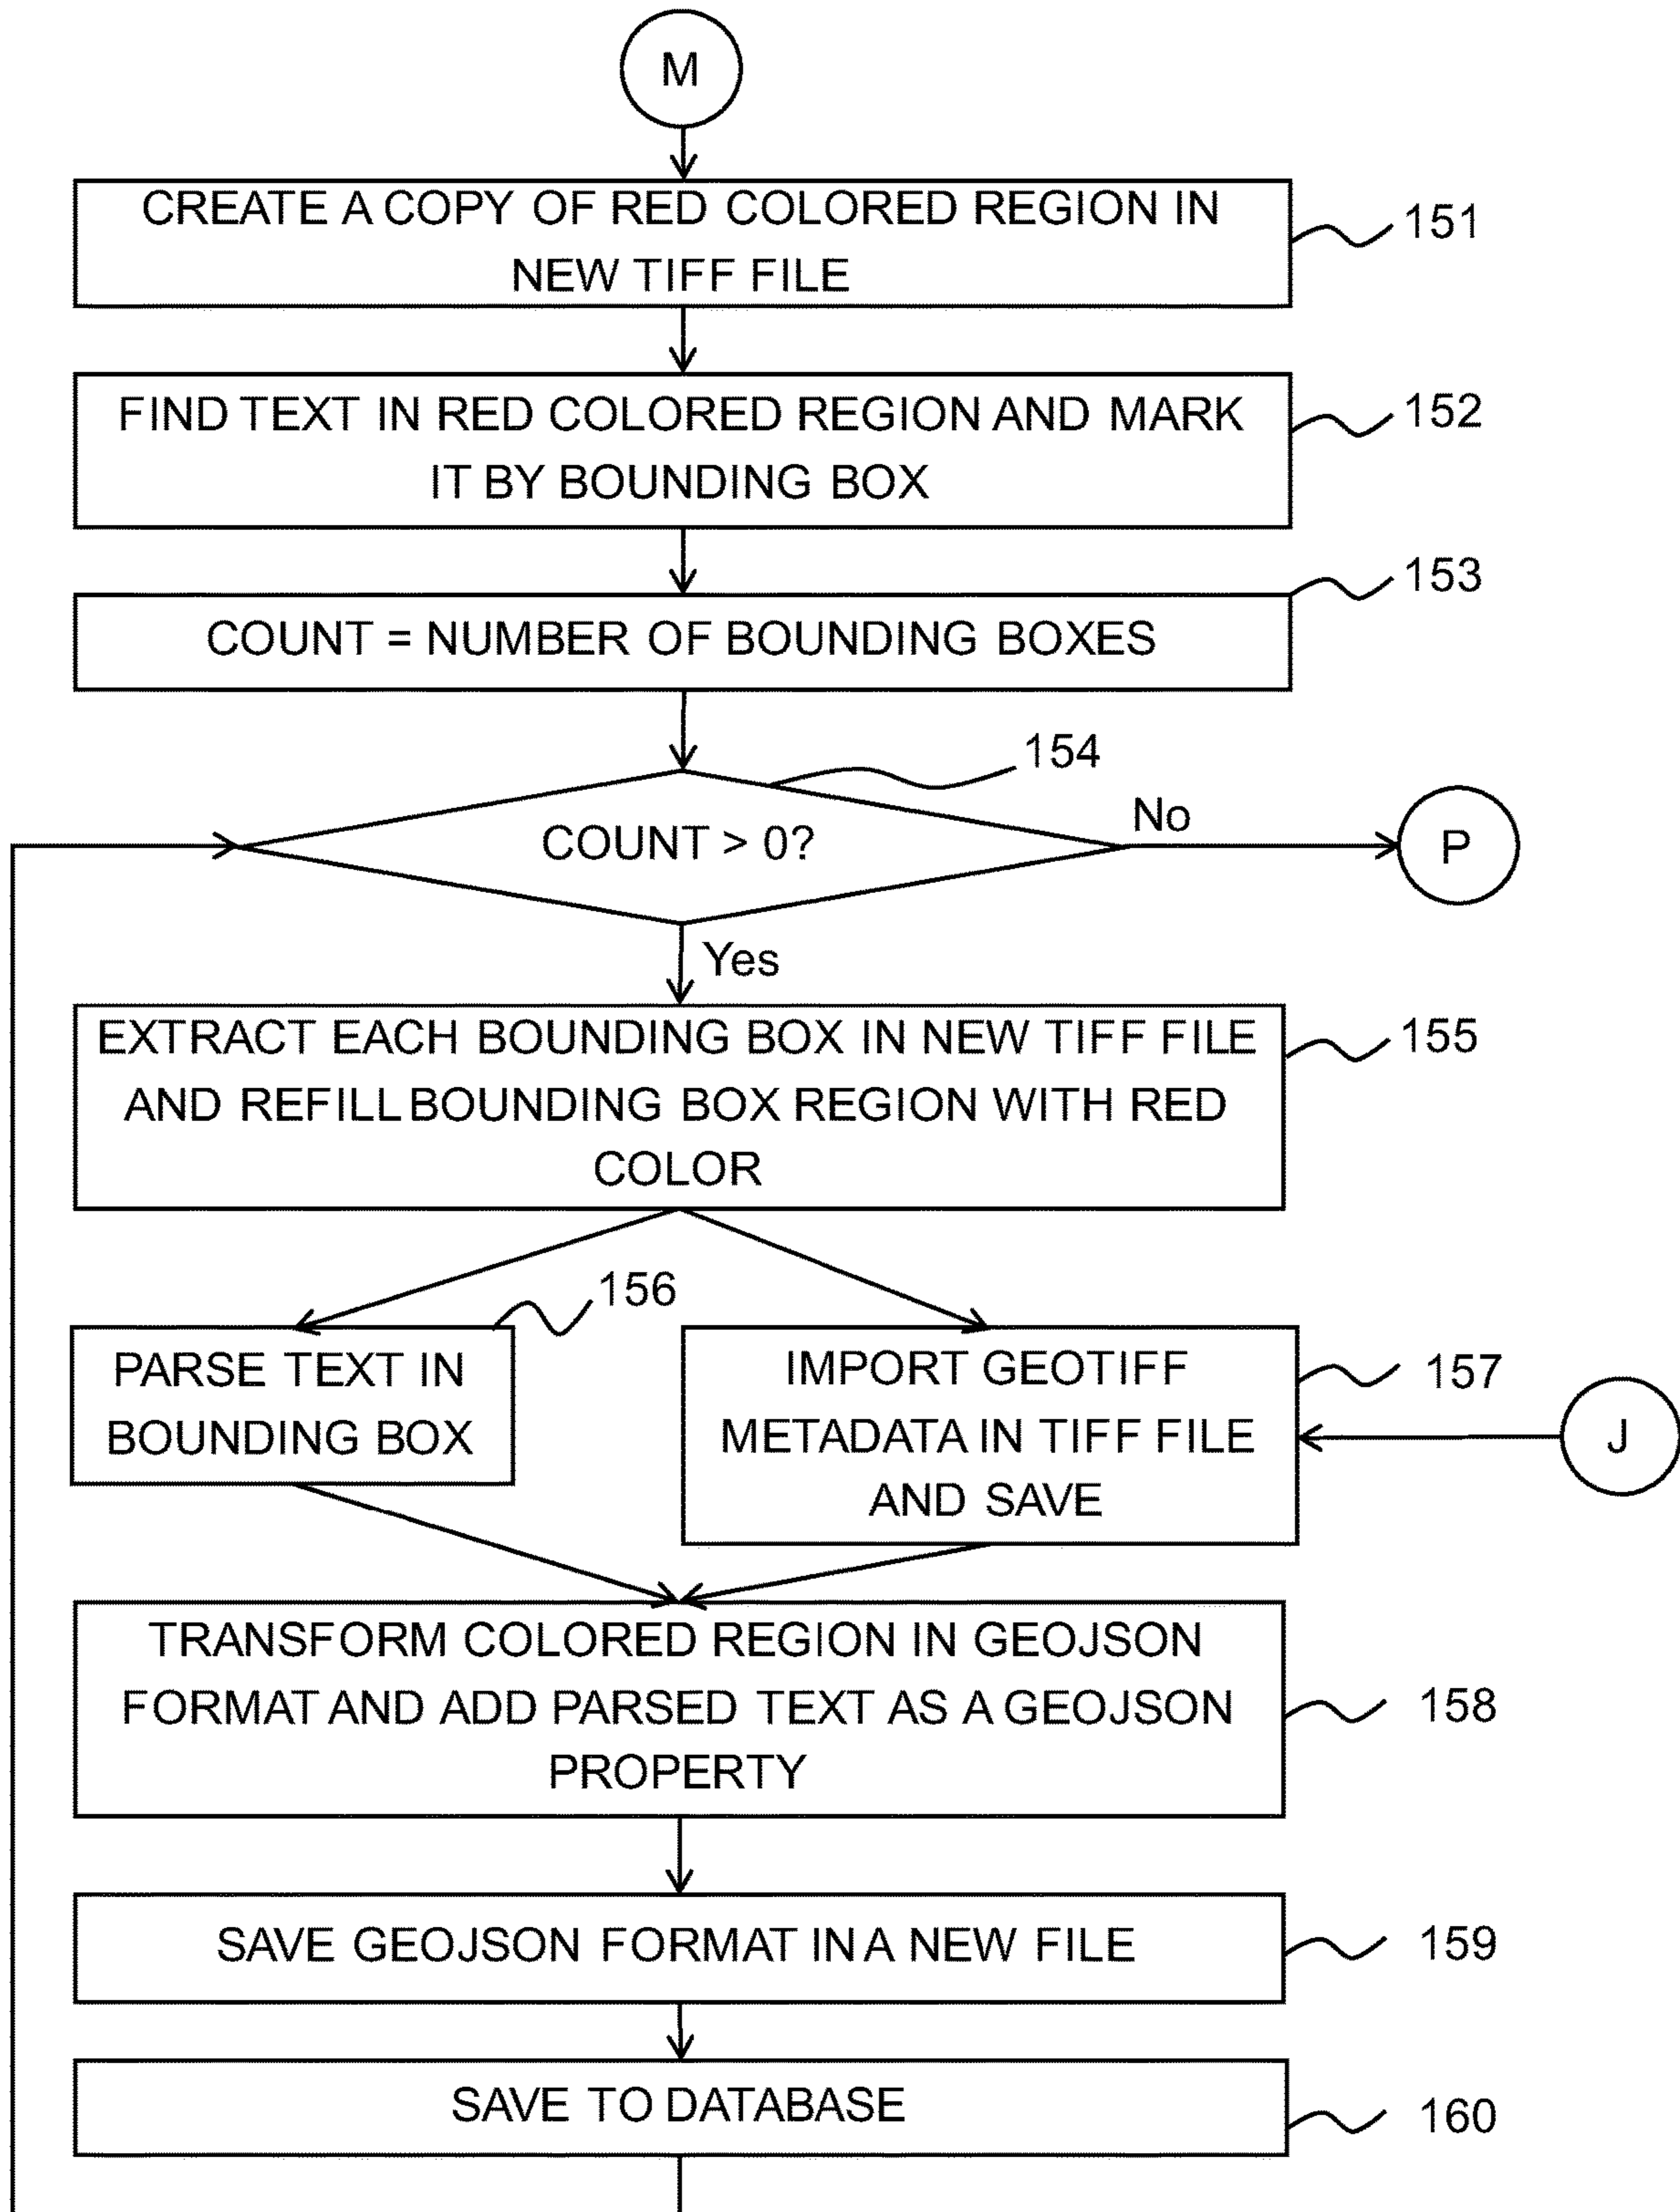 M
CREATE A COPY OF RED COLORED REGION IN
NEW TIFF FILE
151
FIND TEXT IN RED COLORED REGION AND MARK
IT BY BOUNDING BOX
152
153
COUNT = NUMBER OF BOUNDING BOXES
154
COUNT > 0?
No
P
Yes
EXTRACT EACH BOUNDING BOX IN NEW TIFF FILE
AND REFILL BOUNDING BOX REGION WITH RED
COLOR
155
156
PARSE TEXT IN
BOUNDING BOX
IMPORT GEOTIFF
METADATA IN TIFF FILE
AND SAVE
157
J
TRANSFORM COLORED REGION IN GEOJSON
FORMAT AND ADD PARSED TEXT AS A GEOJSON
PROPERTY
158
SAVE GEOJSON FORMAT IN A NEW FILE
159
SAVE TO DATABASE
160